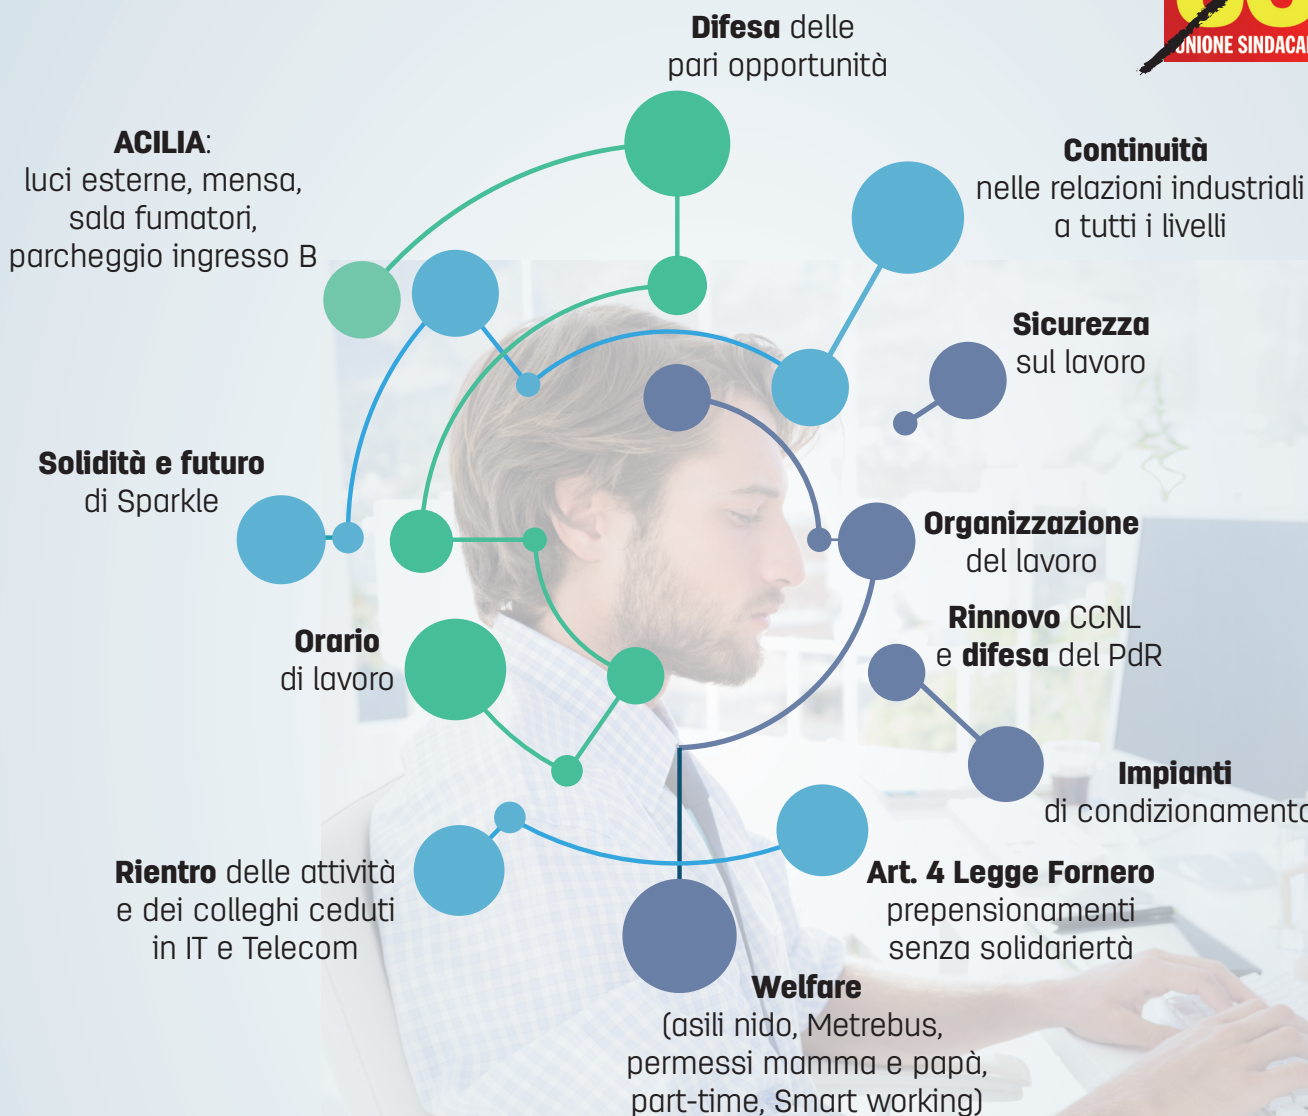 Difesa delle
pari opportunità
UNIONE SINDACAL
ACILIA:
luci esterne, mensa,
sala fumatori,
parcheggio ingresso B
Continuità
nelle relazioni industriali
a tutti i livelli
Sicurezza
sul lavoro
Solidità e futuro
di Sparkle
Organizzazione
del lavoro
Rinnovo CCNL
e difesa del PdR
Orario
di lavoro
Impianti
di condizionamento
Rientro delle attività
e dei colleghi ceduti
in IT e Telecom
Art. 4 Legge Fornero
prepensionamenti
senza solidariertà
Welfare
(asili nido, Metrebus,
permessi mamma e papà,
part-time, Smart working)